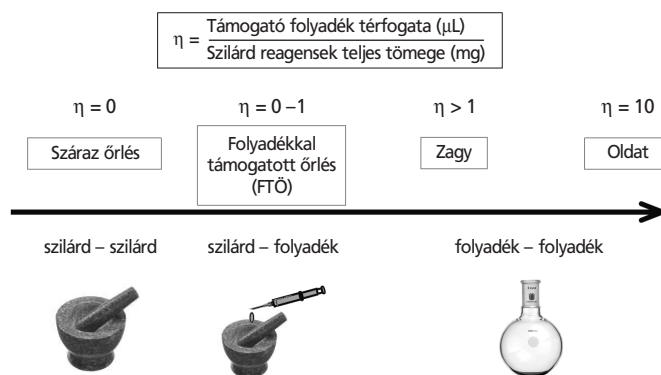 η = Támogató folyadék térfogata (μL)
Szilárd reagensek teljes tömege (mg)
η = 0
η = 0 –1
η > 1
η = 10
Száraz őrlés
Folyadékkal
támogatott őrlés
(FTÖ)
Zagy
Oldat
szilárd – szilárd
szilárd – folyadék
folyadék – folyadék